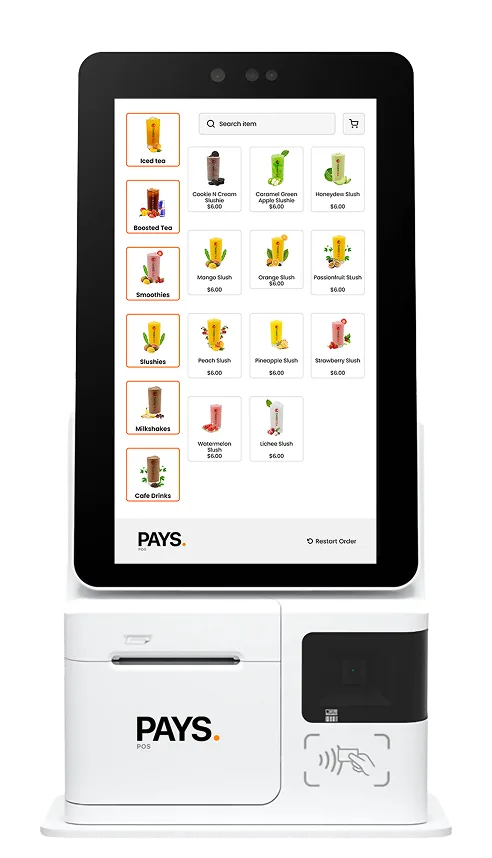 Search item
Iced tea
Boosted Tea
Smoothies
Slushies
Milkshakes
Cafe Drinks
Cookie N Cream
Slushie
$6.00
Caramel Green
Apple Slushie
$6.00
Honeydew Slush
$6.00
Mango Slush
$6.00
Orange Slush
$6.00
Passionfruit SLush
$6.00
Peach Slush
$6.00
Pineapple Slush
$6.00
Strawberry Slush
$6.00
Watermelon
Slush
$6.00
Lichee Slush
$6.00
PAYS.
POS
Restart Order
PAYS.
POS